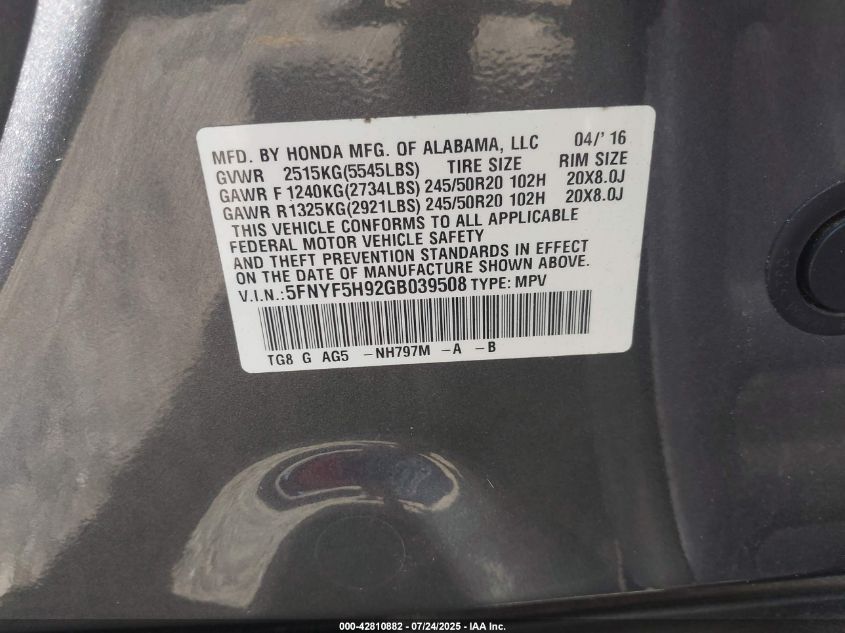 MFD. BY HONDA MFG. OF ALABAMA, LLC 04/' 16
GVWR 2515KG(5545LBS) TIRE SIZE RIM SIZE
GAWR F 1240KG(2734LBS) 245/50R20 102H 20X8.0J
GAWR R1325KG(2921LBS) 245/50R20 102H 20X8.0J
THIS VEHICLE CONFORMS TO ALL APPLICABLE
FEDERAL MOTOR VEHICLE SAFETY
AND THEFT PREVENTION STANDARDS IN EFFECT
ON THE DATE OF MANUFACTURE SHOWN ABOVE.
V.I.N.:5FNYF5H92GB039508 TYPE: MPV
TG8 G AG5 -NH797M -A -B
000-42810882 - 07/24/2025 - IAA Inc.